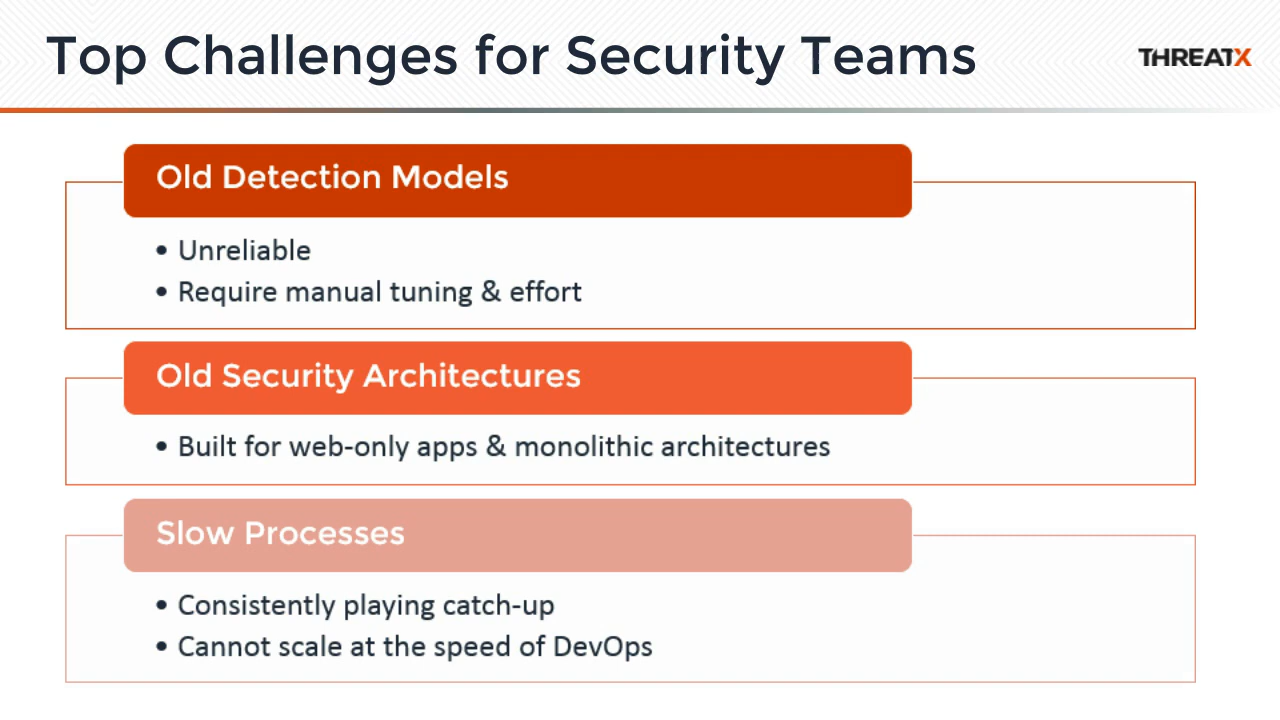 Top Challenges for Security Teams
THREATX
Old Detection Models
• Unreliable
• Require manual tuning & effort
Old Security Architectures
• Built for web-only apps & monolithic architectures
Slow Processes
• Consistently playing catch-up
• Cannot scale at the speed of DevOps